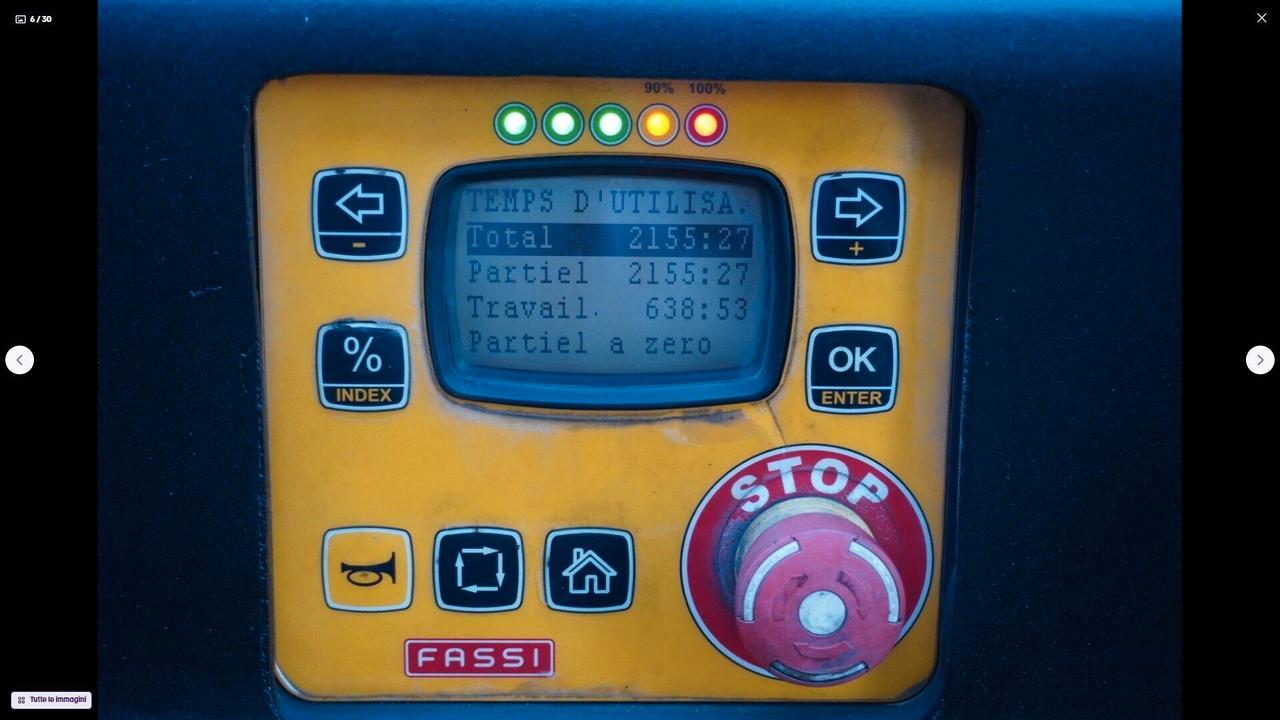 6 / 30
90% 100%
TEMPS D'UTILISA.
Total 2155:27
Partiel 2155:27
Travail. 638:53
Partiel a zero
-
+
%
INDEX
OK
ENTER
STOP
FASSI
Tutte le immagini